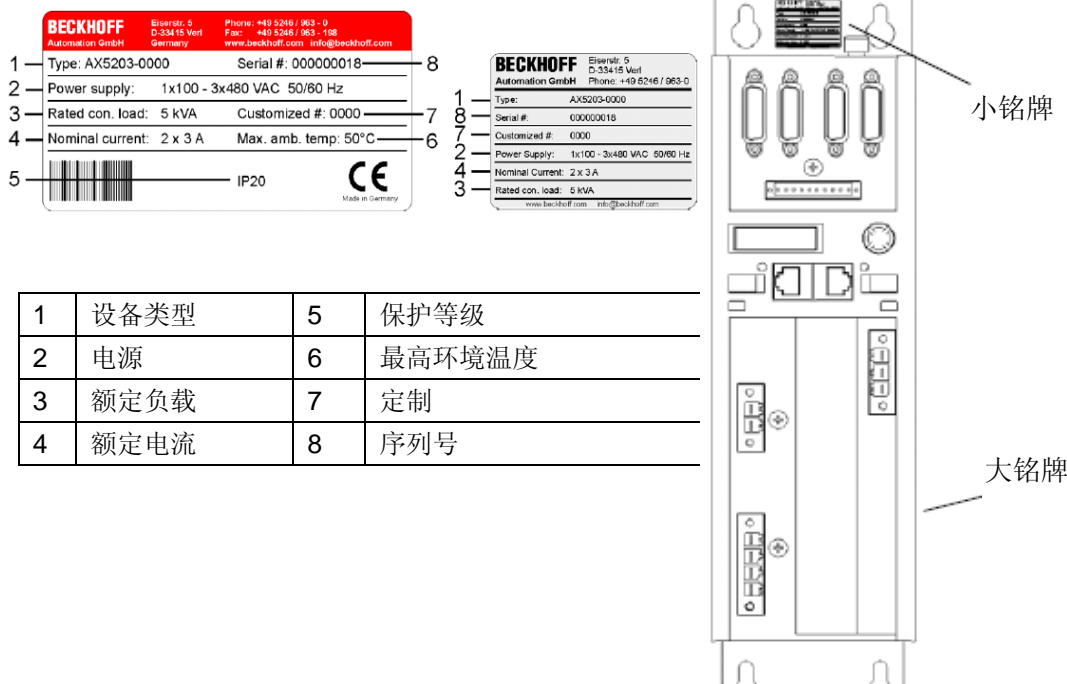 BECKHOFF
Automation GmbH
Eiserstr. 5
D-33415 Verl
Germany
Phone: +49 5246 / 963 - 0
Fax: +49 5246 / 963 - 198
www.beckhoff.com info@beckhoff.com
1 Type: AX5203-0000 Serial #: 000000018 8
2 Power supply: 1x100 - 3x480 VAC 50/60 Hz
3 Rated con. load: 5 kVA Customized #: 0000 7
4 Nominal current: 2 x 3 A Max. amb. temp: 50°C 6
5 IP20 CE
Made in Germany
BECKHOFF
Automation GmbH
Eiserstr. 5
D-33415 Verl
Phone: +49 5246 / 963-0
1 Type: AX5203-0000
8 Serial #: 000000018
7 Customized #: 0000
2 Power Supply: 1x100 - 3x480 VAC 50/60 Hz
4 Nominal Current: 2 x 3 A
3 Rated con. load: 5 kVA
www.beckhoff.com info@beckhoff.com
小铭牌
大铭牌
1 设备类型 5 保护等级
2 电源 6 最高环境温度
3 额定负载 7 定制
4 额定电流 8 序列号